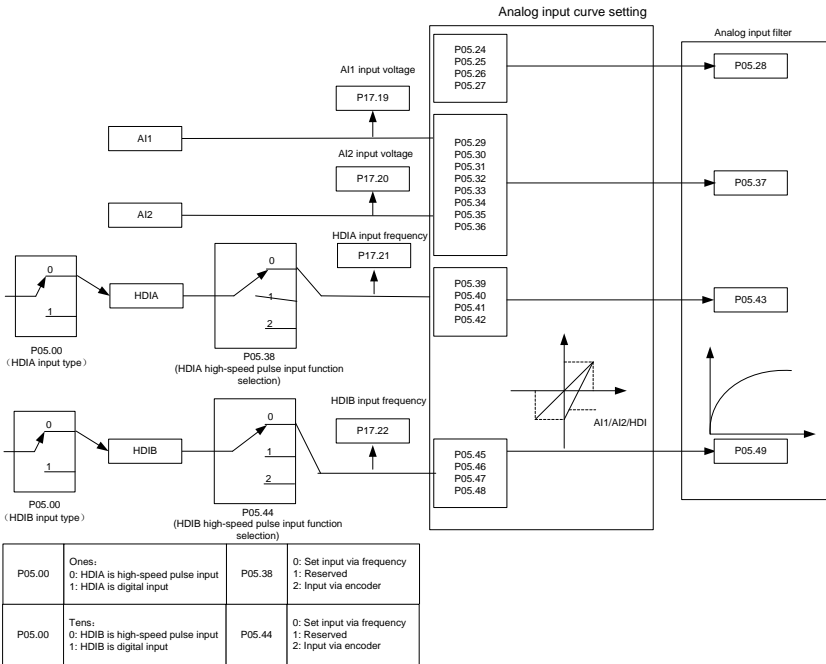 Analog input curve setting
Analog input filter
AI1 input voltage
P17.19
P05.24
P05.25
P05.26
P05.27
P05.28
AI1
AI2 input voltage
P17.20
P05.29
P05.30
P05.31
P05.32
P05.33
P05.34
P05.35
P05.36
P05.37
AI2
HDIA input frequency
P17.21
0
1
HDIA
0
1
2
P05.39
P05.40
P05.41
P05.42
P05.43
P05.00
（HDIA input type）
P05.38
(HDIA high-speed pulse input function
selection)
HDIB input frequency
P17.22
AI1/AI2/HDI
0
1
HDIB
0
1
2
P05.45
P05.46
P05.47
P05.48
P05.49
P05.00
（HDIB input type）
P05.44
(HDIB high-speed pulse input function
selection)
P05.00
Ones：
0: HDIA is high-speed pulse input
1: HDIA is digital input
P05.38
0: Set input via frequency
1: Reserved
2: Input via encoder
P05.00
Tens：
0: HDIB is high-speed pulse input
1: HDIB is digital input
P05.44
0: Set input via frequency
1: Reserved
2: Input via encoder